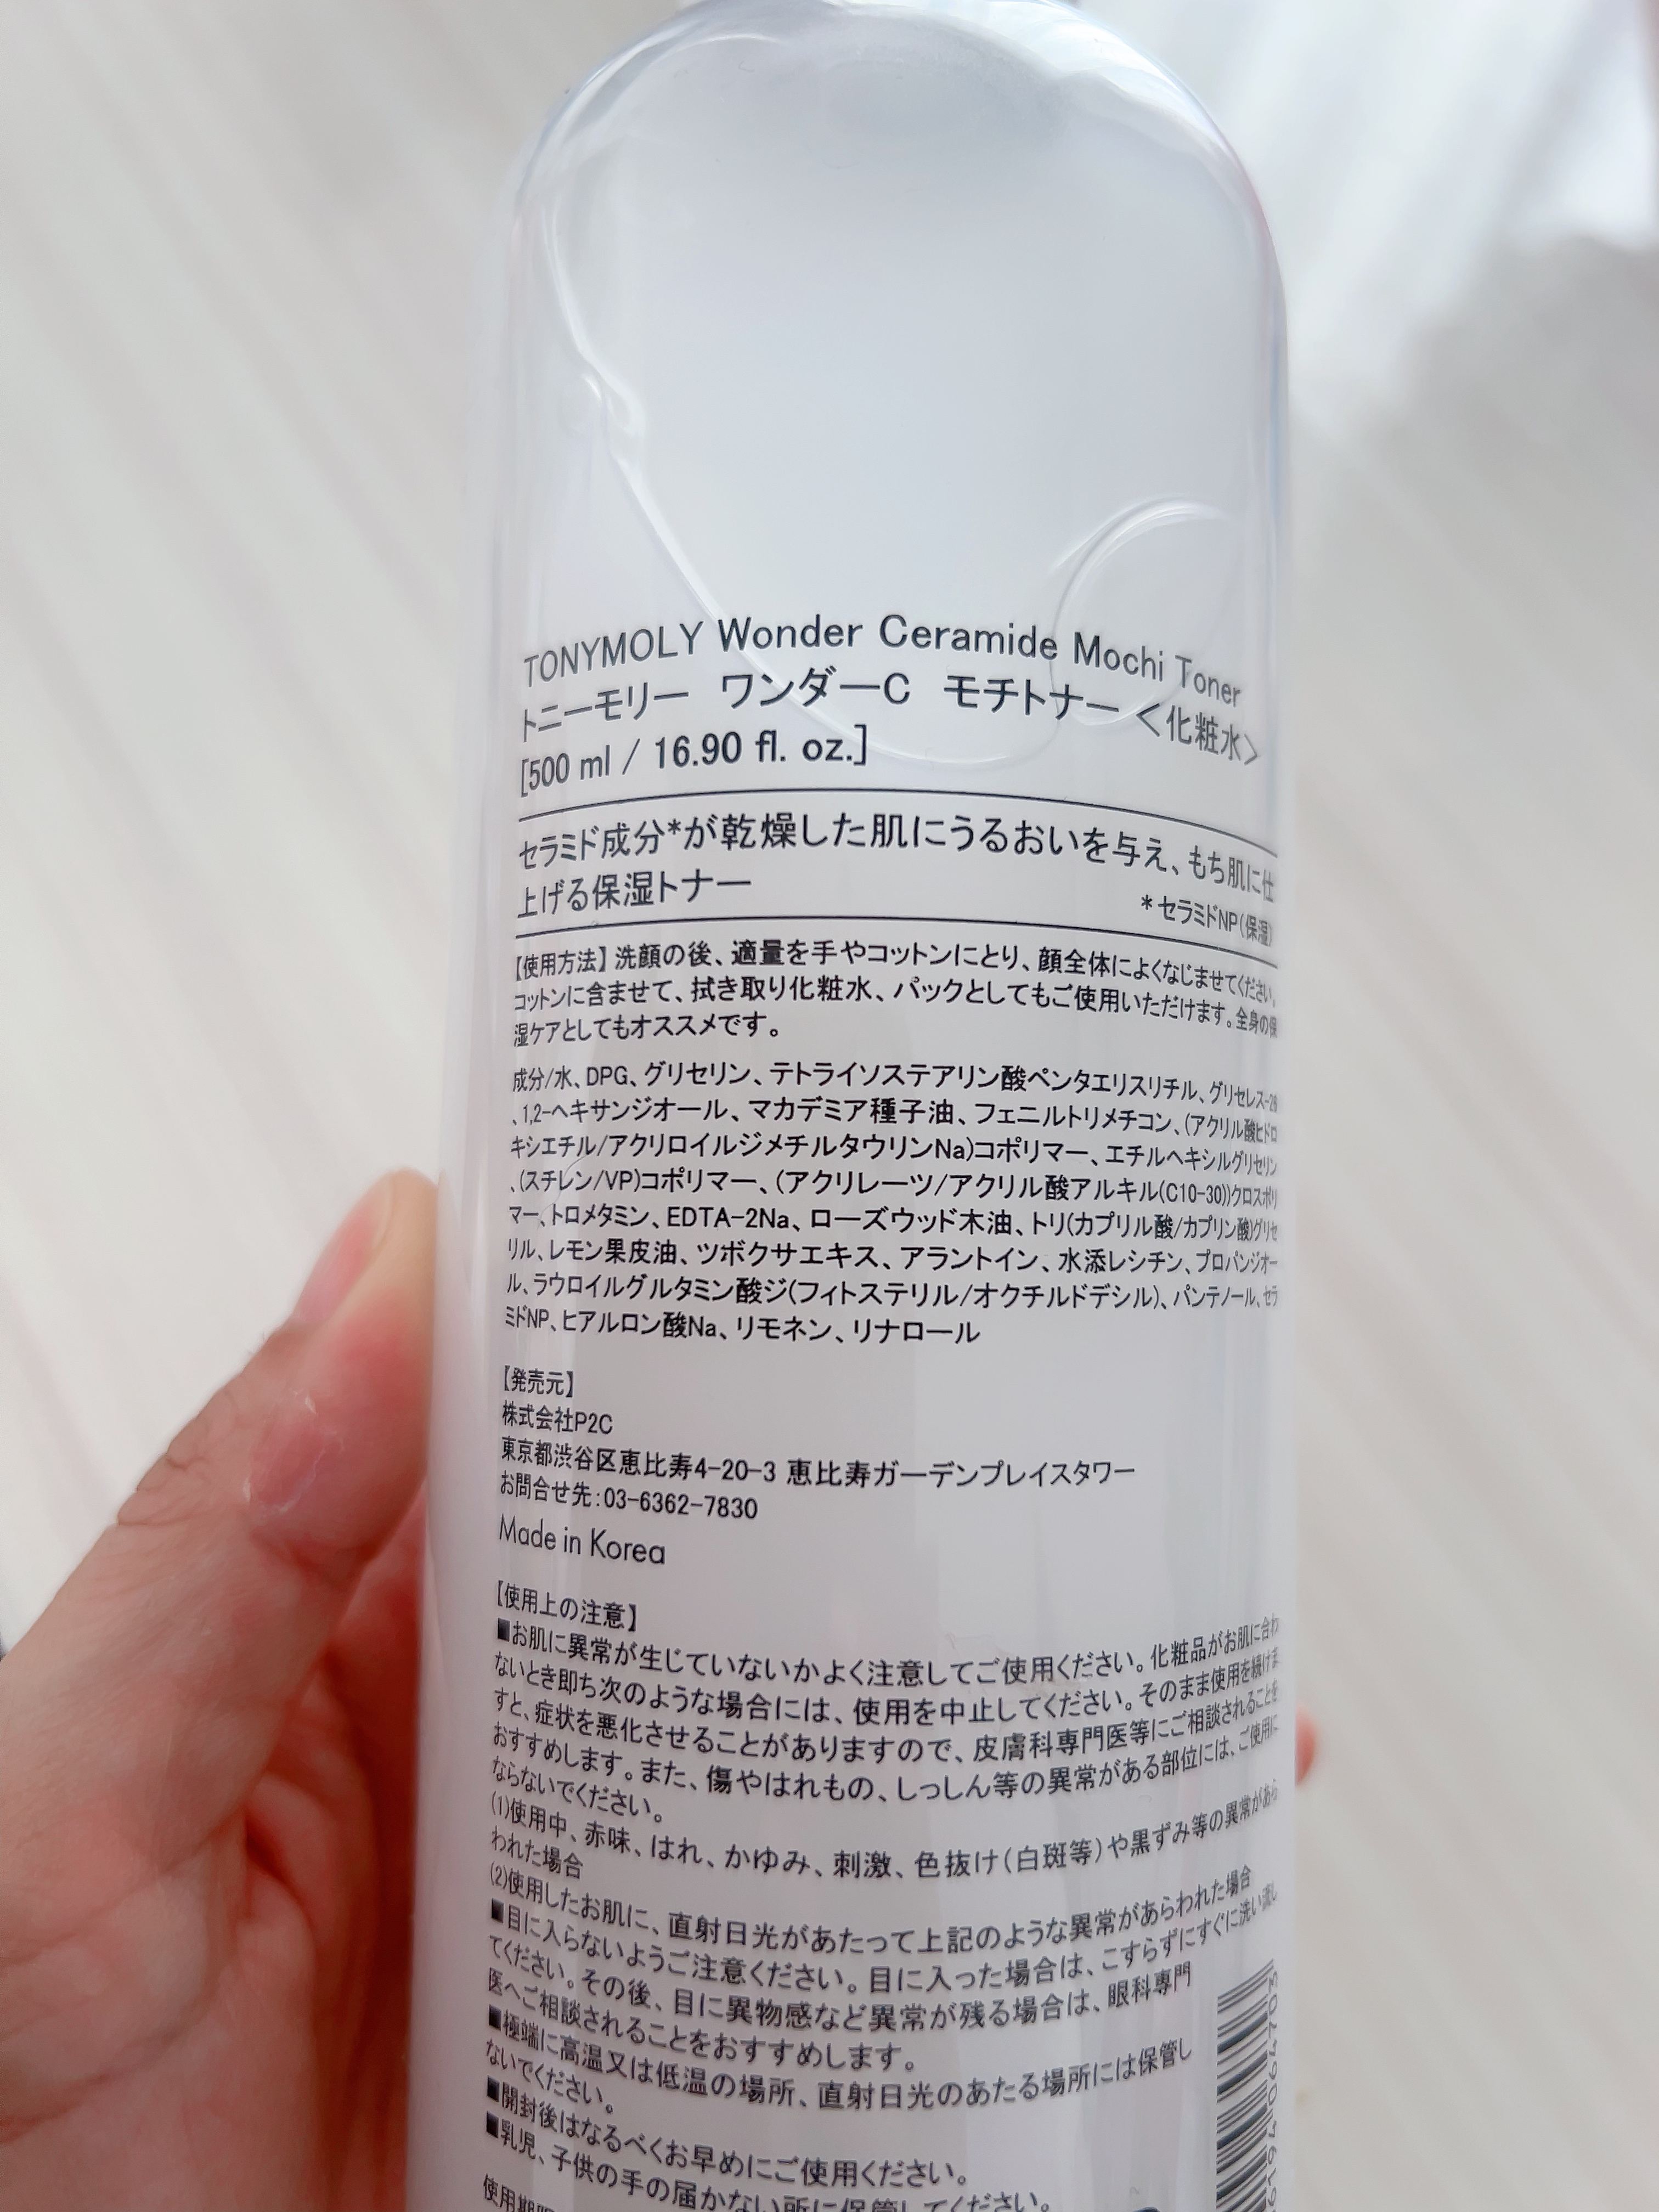 TONYMOLY Wonder Ceramide Mochi Toner
トニーモリー ワンダーC モチトナー <化粧水>
[500 ml / 16.90 fl. oz.]
セラミド成分*が乾燥した肌にうるおいを与え、もち肌に仕
上げる保湿トナー
*セラミドNP(保湿)
【使用方法】洗顔の後、適量を手やコットンにとり、顔全体によくなじませてください。
コットンに含ませて、拭き取り化粧水、パックとしてもご使用いただけます。全身の保
湿ケアとしてもオススメです。
成分/水、DPG、グリセリン、テトライソステアリン酸ペンタエリスリチル、グリセレス-26
、1,2-ヘキサンジオール、マカデミア種子油、フェニルトリメチコン、(アクリル酸ヒドロ
キシエチル/アクリロイルジメチルタウリンNa)コポリマー、エチルヘキシルグリセリン
、(スチレン/VP)コポリマー、(アクリレーツ/アクリル酸アルキル(C10-30))クロスポリ
マー、トロメタミン、EDTA-2Na、ローズウッド木油、トリ(カプリル酸/カプリン酸)グリセ
リル、レモン果皮油、ツボクサエキス、アラントイン、水添レシチン、プロパンジオー
ル、ラウロイルグルタミン酸ジ(フィトステリル/オクチルドデシル)、パンテノール、セラ
ミドNP、ヒアルロン酸Na、リモネン、リナロール
【発売元】
株式会社P2C
東京都渋谷区恵比寿4-20-3 恵比寿ガーデンプレイスタワー
お問合せ先:03-6362-7830
Made in Korea
【使用上の注意】
■お肌に異常が生じていないかよく注意してご使用ください。化粧品がお肌に合わ
ないとき即ち次のような場合には、使用を中止してください。そのまま使用を続けま
すと、症状を悪化させることがありますので、皮膚科専門医等にご相談されることを
おすすめします。また、傷やはれもの、しっしん等の異常がある部位には、ご使用に
ならないでください。
(1)使用中、赤味、はれ、かゆみ、刺激、色抜け(白斑等)や黒ずみ等の異常があら
われた場合
(2)使用したお肌に、直射日光があたって上記のような異常があらわれた場合
■目に入らないようご注意ください。目に入った場合は、こすらずにすぐに洗い流し
てください。その後、目に異物感など異常が残る場合は、眼科専門
医へご相談されることをおすすめします。
■極端に高温又は低温の場所、直射日光のあたる場所には保管し
ないでください。
■開封後はなるべくお早めにご使用ください。
■乳児、子供の手の届かない所に保管してください。